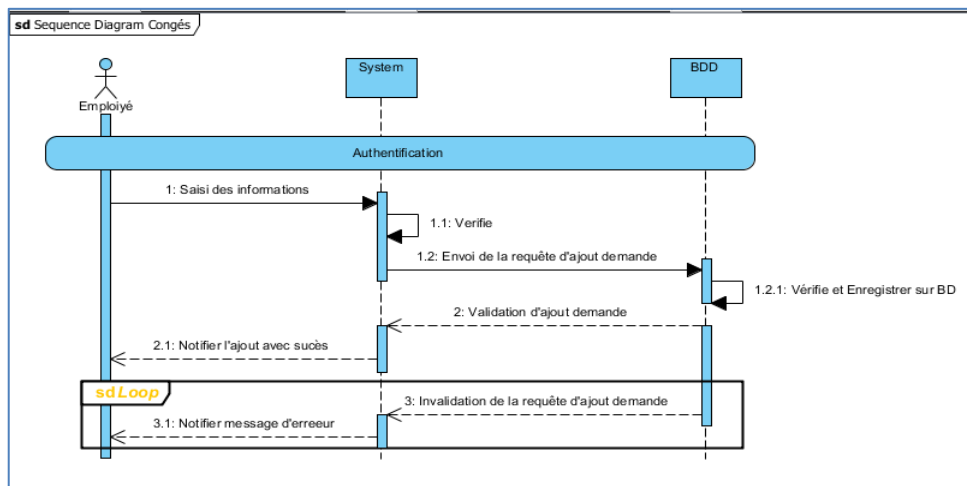 sd Sequence Diagram Congés
System
BDD
Emploiyé
Authentification
1: Saisi des informations
1.1: Verifie
1.2: Envoi de la requête d'ajout demande
1.2.1: Vérifie et Enregistrer sur BD
2: Validation d'ajout demande
2.1: Notifier l'ajout avec sucès
sd Loop
3: Invalidation de la requête d'ajout demande
3.1: Notifier message d'erreeur